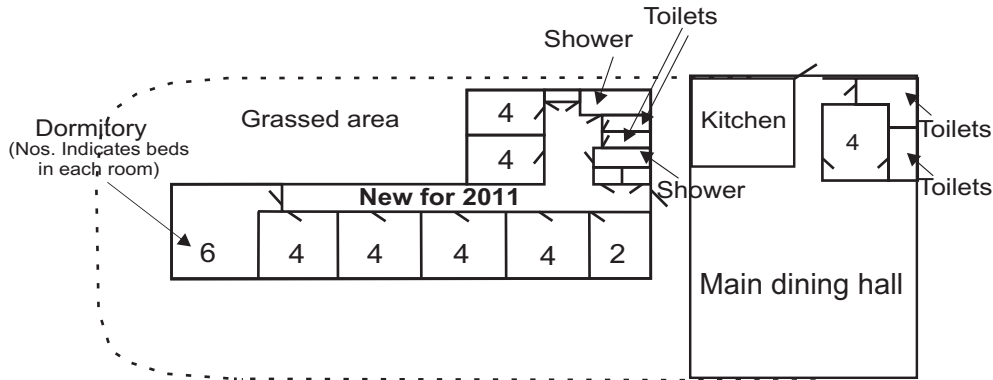 Toilets
Shower
4
Grassed area
Dormitory
(Nos. Indicates beds
in each room)
Kitchen
Toilets
4
4
Toilets
Shower
New for 2011
6
4
4
4
4
2
Main dining hall